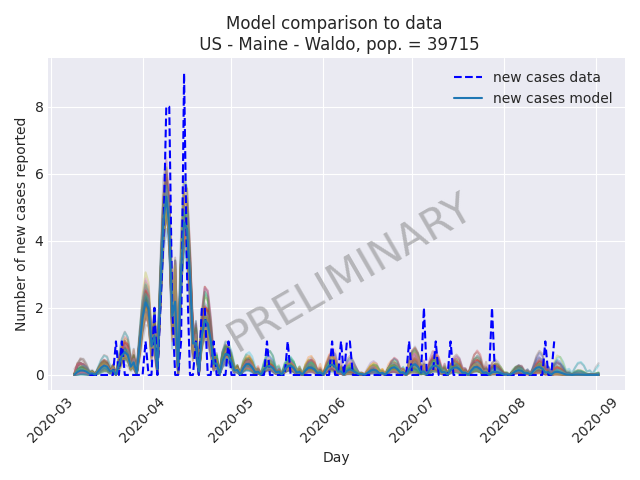 Model comparison to data
US - Maine - Waldo, pop. = 39715
new cases data
new cases model
8
6
4
2
0
Number of new cases reported
PRELIMINARY
2020-03
2020-04
2020-05
2020-06
2020-07
2020-08
2020-09
Day